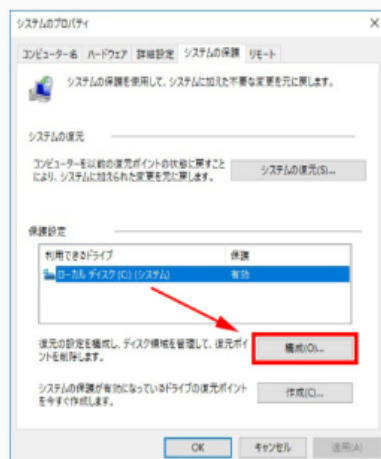 システムのプロパティ
コンピューター名 ハードウェア 詳細設定 システムの保護 リモート
システムの保護を使用して、システムに加えた不要な変更を元に戻します。
システムの復元
コンピューターを以前の復元ポイントの状態に戻すこと
により、システムに加えられた変更を元に戻します。
システムの復元(S)...
保護設定
利用できるドライブ 保護
ローカル ディスク (C:) (システム) 有効
復元の設定を構成し、ディスク領域を管理して、復元ポイ
ントを削除します。
構成(O)...
システムの保護が有効になっているドライブの復元ポイント
を今すぐ作成します。
作成(C)...
OK キャンセル 適用(A)